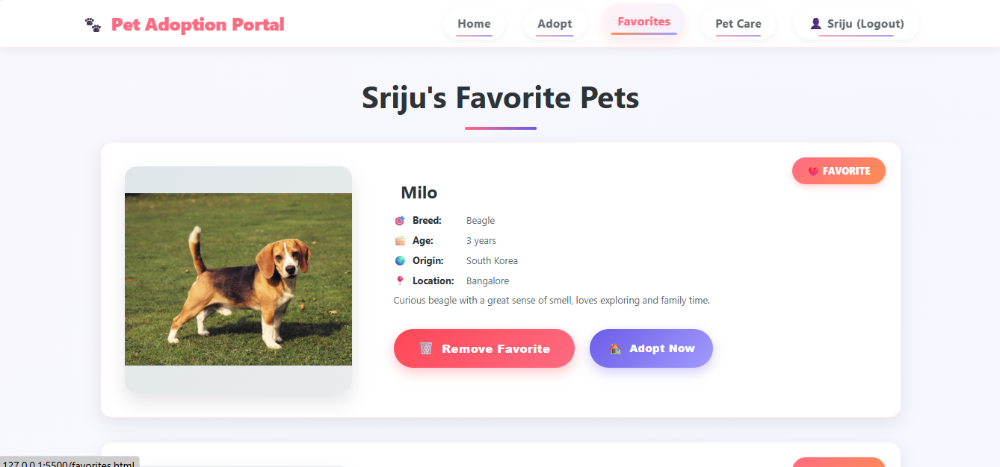 Pet Adoption Portal
Home
Adopt
Favorites
Pet Care
Sriju (Logout)
Sriju's Favorite Pets
FAVORITE
Milo
Breed: Beagle
Age: 3 years
Origin: South Korea
Location: Bangalore
Curious beagle with a great sense of smell, loves exploring and family time.
Remove Favorite
Adopt Now
127.0.0.1:5500/favorites.html